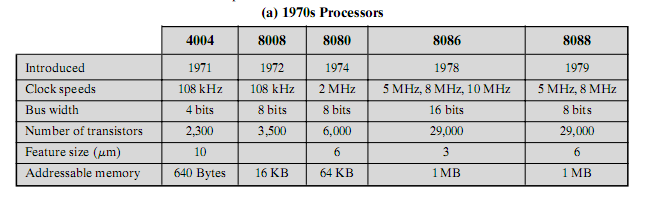 (a) 1970s Processors
4004 8008 8080 8086 8088
Introduced 1971 1972 1974 1978 1979
Clock speeds 108 kHz 108 kHz 2 MHz 5 MHz, 8 MHz, 10 MHz 5 MHz, 8 MHz
Bus width 4 bits 8 bits 8 bits 16 bits 8 bits
Number of transistors 2,300 3,500 6,000 29,000 29,000
Feature size (μm) 10 6 3 6
Addressable memory 640 Bytes 16 KB 64 KB 1 MB 1 MB